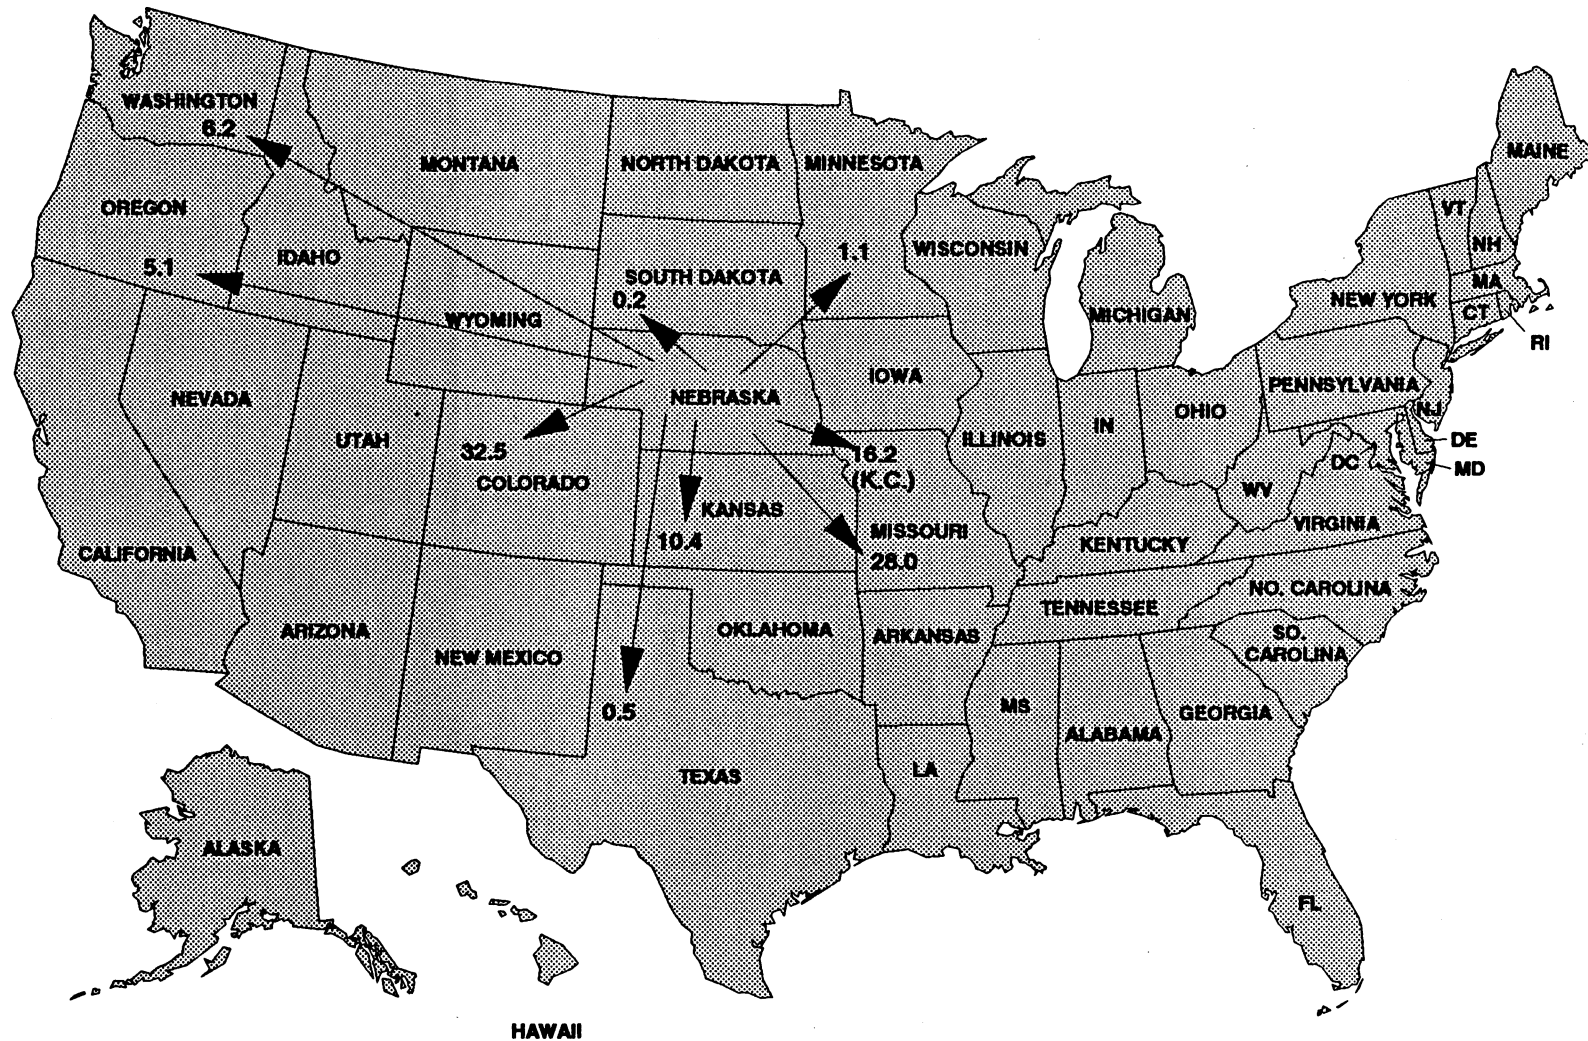 WASHINGTON
6.2
MONTANA
NORTH DAKOTA
MINNESOTA
MAINE
OREGON
5.1
IDAHO
SOUTH DAKOTA
0.2
1.1
WISCONSIN
MICHIGAN
NEW YORK
VT
NH
MA
CT
RI
WYOMING
NEBRASKA
IOWA
NEVADA
UTAH
32.5
COLORADO
16.2
(K.C.)
KANSAS
10.4
MISSOURI
28.0
ILLINOIS
IN
OHIO
PENNSYLVANIA
NJ
DE
MD
DC
WV
VIRGINIA
KENTUCKY
CALIFORNIA
ARIZONA
NEW MEXICO
OKLAHOMA
ARKANSAS
TENNESSEE
NO. CAROLINA
SO.
CAROLINA
0.5
TEXAS
LA
MS
ALABAMA
GEORGIA
FL
ALASKA
HAWAII